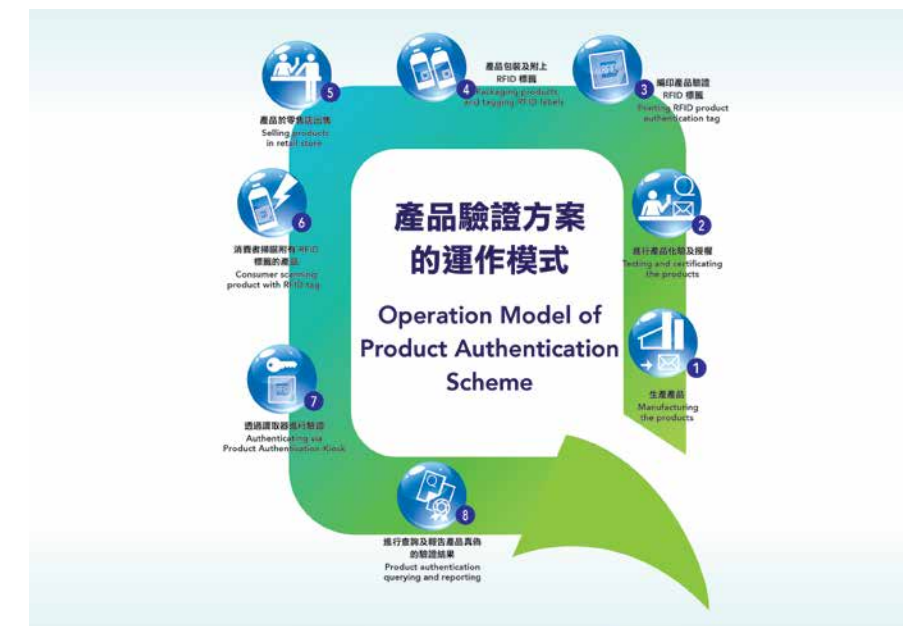 產品驗證方案
的運作模式
Operation Model of
Product Authentication
Scheme
1
生產產品
Manufacturing
the products
2
進行產品化驗及授權
Testing and certificating
the products
3
編印產品驗證
RFID 標籤
Printing RFID product
authentication tag
4
產品包裝及附上
RFID 標籤
Packaging products
and tagging RFID labels
5
產品於零售店出售
Selling products
in retail store
6
消費者掃瞄附有 RFID
標籤的產品
Consumer scanning
product with RFID tag
7
透過讀取器進行驗證
Authenticating via
Product Authentication Kiosk
8
進行查詢及報告產品真偽
的驗證結果
Product authentication
querying and reporting